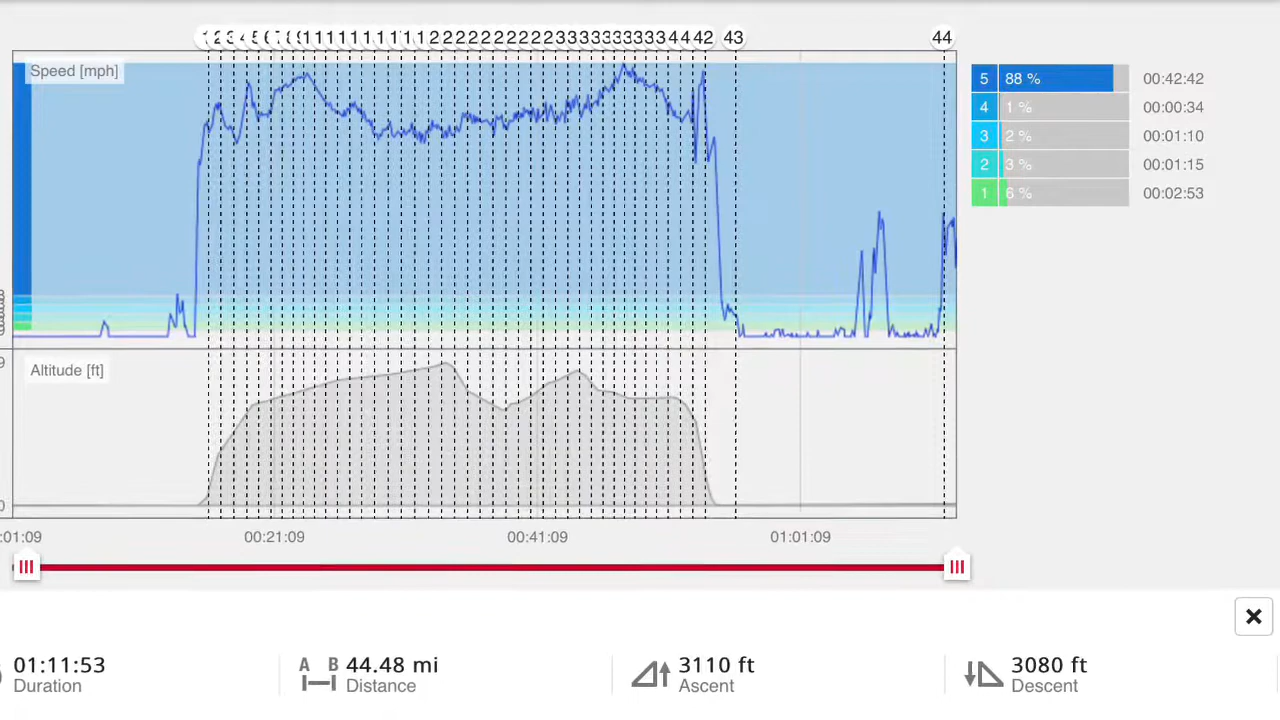 42 43 44
Speed [mph]
5 88 % 00:42:42
4 1 % 00:00:34
3 2 % 00:01:10
2 3 % 00:01:15
1 6 % 00:02:53
Altitude [ft]
:01:09 00:21:09 00:41:09 01:01:09
01:11:53
Duration
A B 44.48 mi
Distance
3110 ft
Ascent
3080 ft
Descent